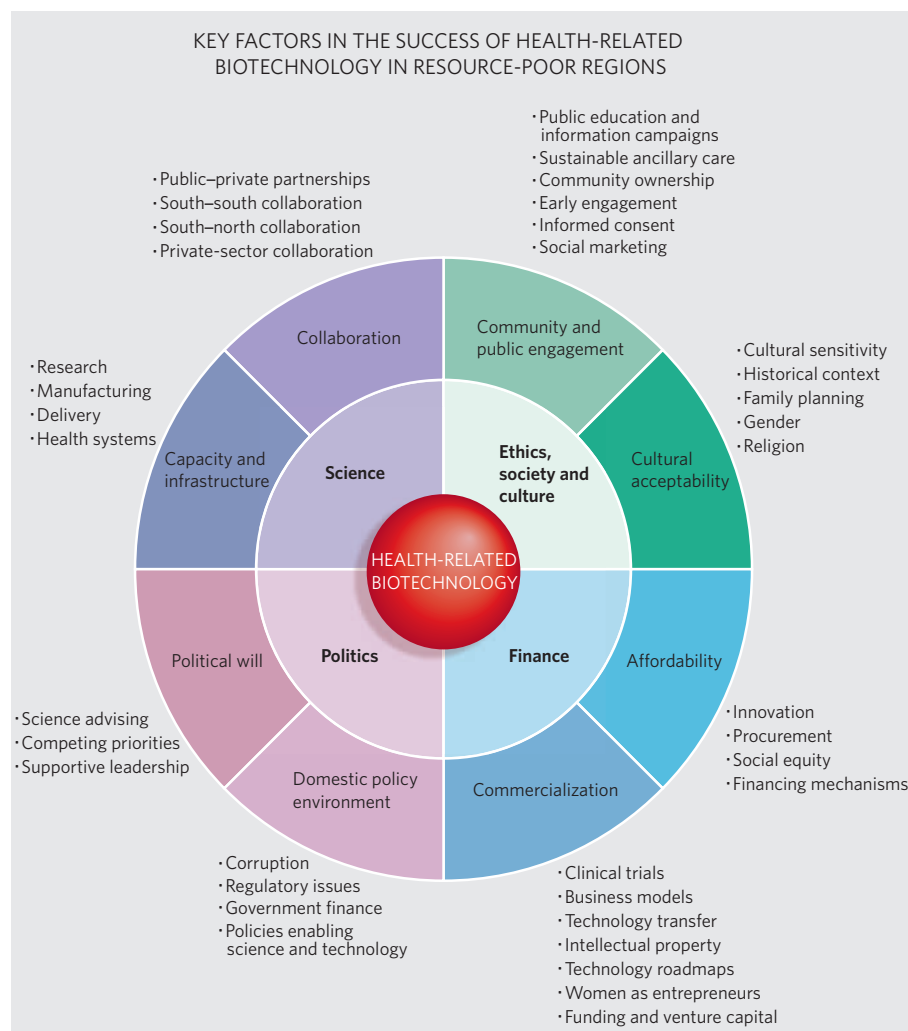 KEY FACTORS IN THE SUCCESS OF HEALTH-RELATED
BIOTECHNOLOGY IN RESOURCE-POOR REGIONS
·Public education and
information campaigns
·Sustainable ancillary care
·Community ownership
·Early engagement
·Informed consent
·Social marketing
·Public–private partnerships
·South–south collaboration
·South–north collaboration
·Private-sector collaboration
Collaboration
Community and
public engagement
·Research
·Manufacturing
·Delivery
·Health systems
·Cultural sensitivity
·Historical context
·Family planning
·Gender
·Religion
Capacity and
infrastructure
Science
Ethics,
society and
culture
Cultural
acceptability
HEALTH-RELATED
BIOTECHNOLOGY
Political will
Politics
Finance
Affordability
·Science advising
·Competing priorities
·Supportive leadership
·Innovation
·Procurement
·Social equity
·Financing mechanisms
Domestic policy
environment
Commercialization
·Corruption
·Regulatory issues
·Government finance
·Policies enabling
science and technology
·Clinical trials
·Business models
·Technology transfer
·Intellectual property
·Technology roadmaps
·Women as entrepreneurs
·Funding and venture capital